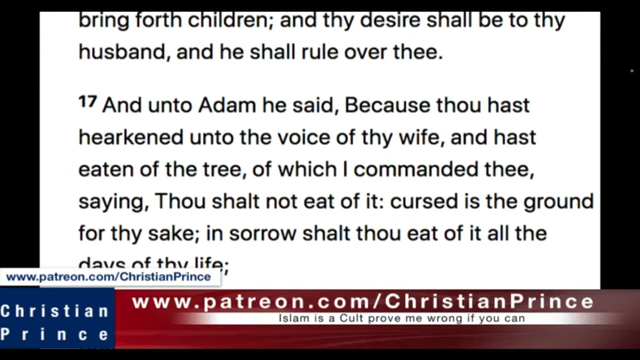 bring forth children; and thy desire shall be to thy
husband, and he shall rule over thee.
17 And unto Adam he said, Because thou hast
hearkened unto the voice of thy wife, and hast
eaten of the tree, of which I commanded thee,
saying, Thou shalt not eat of it: cursed is the ground
for thy sake; in sorrow shalt thou eat of it all the
days of thy life;
www.patreon.com/ChristianPrince
Christian
Prince
www.patreon.com/ChristianPrince
Islam is a Cult prove me wrong if you can